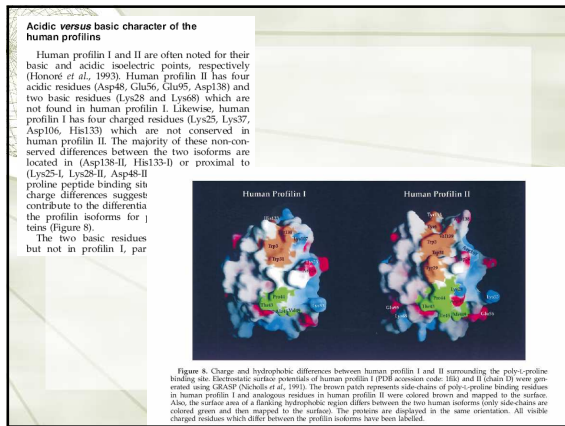 Acidic versus basic character of the
human profilins
Human profilin I and II are often noted for their
basic and acidic isoelectric points, respectively
(Honoré et al., 1993). Human profilin II has four
acidic residues (Asp48, Glu56, Glu95, Asp138) and
two basic residues (Lys28 and Lys68) which are
not found in human profilin I. Likewise, human
profilin I has four charged residues (Lys25, Lys37,
Asp106, His133) which are not conserved in
human profilin II. The majority of these non-con-
served differences between the two isoforms are
located in (Asp138-II, His133-I) or proximal to
(Lys25-I, Lys28-II, Asp48-II
proline peptide binding site
charge differences suggests
contribute to the differentia
the profilin isoforms for p
teins (Figure 8).
The two basic residues
but not in profilin I, par
Human Profilin I
Human Profilin II
His133
Trp3
Trp31
Trp3
Trp31
Figure 8. Charge and hydrophobic differences between human profilin I and II surrounding the poly-L-proline
binding site. Electrostatic surface potentials of human profilin I (PDB accession code: 1fik) and II (chain D) were gen-
erated using GRASP (Nicholls et al., 1991). The brown patch represents side-chains of poly-L-proline binding residues
in human profilin I and analogous residues in human profilin II were colored brown and mapped to the surface.
Also, the surface area of a flanking hydrophobic region differs between the two human isoforms (only side-chains are
colored green and then mapped to the surface). The proteins are displayed in the same orientation. All visible
charged residues which differ between the profilin isoforms have been labelled.